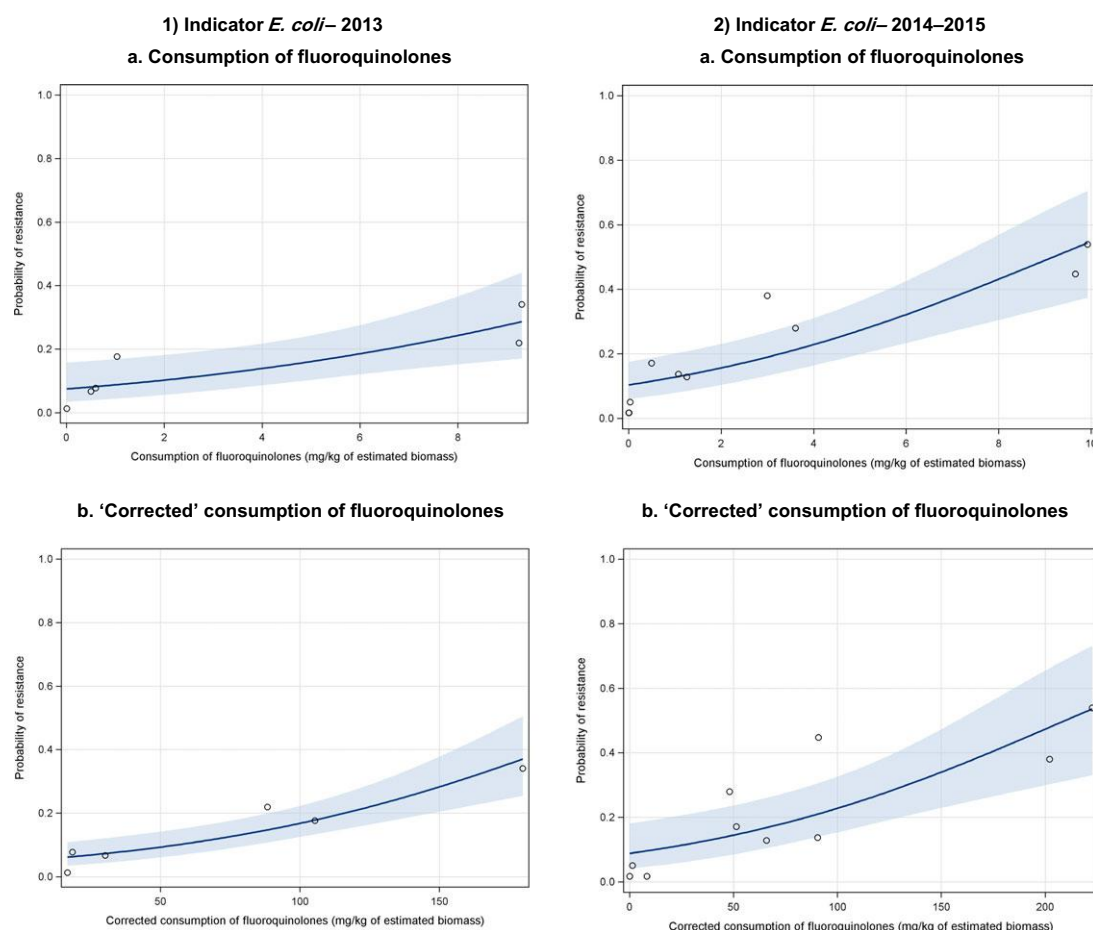 1) Indicator E. coli – 2013
a. Consumption of fluoroquinolones
1.0
0.8
0.6
0.4
0.2
0.0
Probability of resistance
0 2 4 6 8
Consumption of fluoroquinolones (mg/kg of estimated biomass)
2) Indicator E. coli – 2014–2015
a. Consumption of fluoroquinolones
1.0
0.8
0.6
0.4
0.2
0.0
Probability of resistance
0 2 4 6 8 10
Consumption of fluoroquinolones (mg/kg of estimated biomass)
b. ‘Corrected’ consumption of fluoroquinolones
1.0
0.8
0.6
0.4
0.2
0.0
Probability of resistance
50 100 150
Corrected consumption of fluoroquinolones (mg/kg of estimated biomass)
b. ‘Corrected’ consumption of fluoroquinolones
1.0
0.8
0.6
0.4
0.2
0.0
Probability of resistance
0 50 100 150 200
Corrected consumption of fluoroquinolones (mg/kg of estimated biomass)